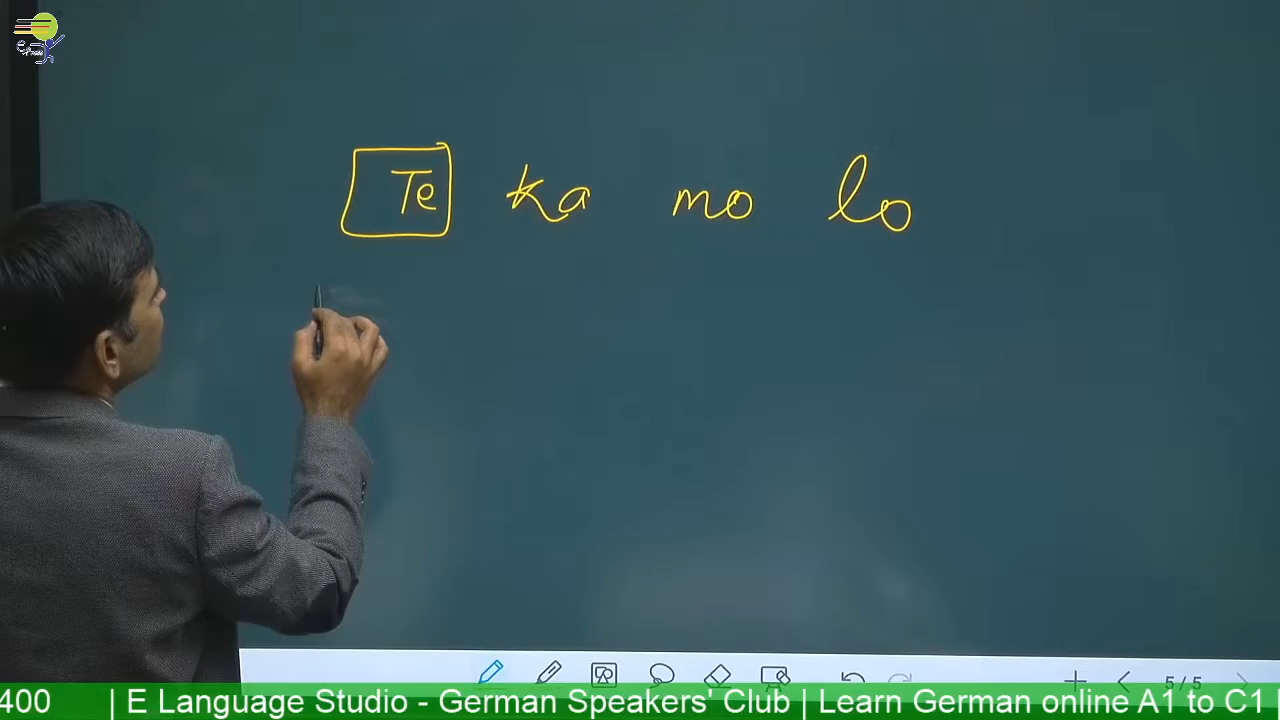 Te ka mo lo
5/5
400 | E Language Studio - German Speakers' Club | Learn German online A1 to C1 |